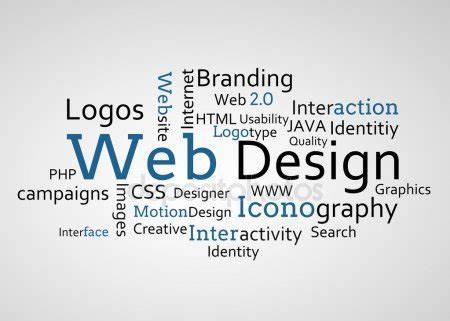 Branding
Website
Internet
Web 2.0
Interaction
Logos
HTML
Usability
Logotype
JAVA
Identitiy
Quality
Web Design
PHP
campaigns
Images
CSS
Designer
WWW
Graphics
MotionDesign
Iconography
Interface
Creative
Interactivity
Search
Identity